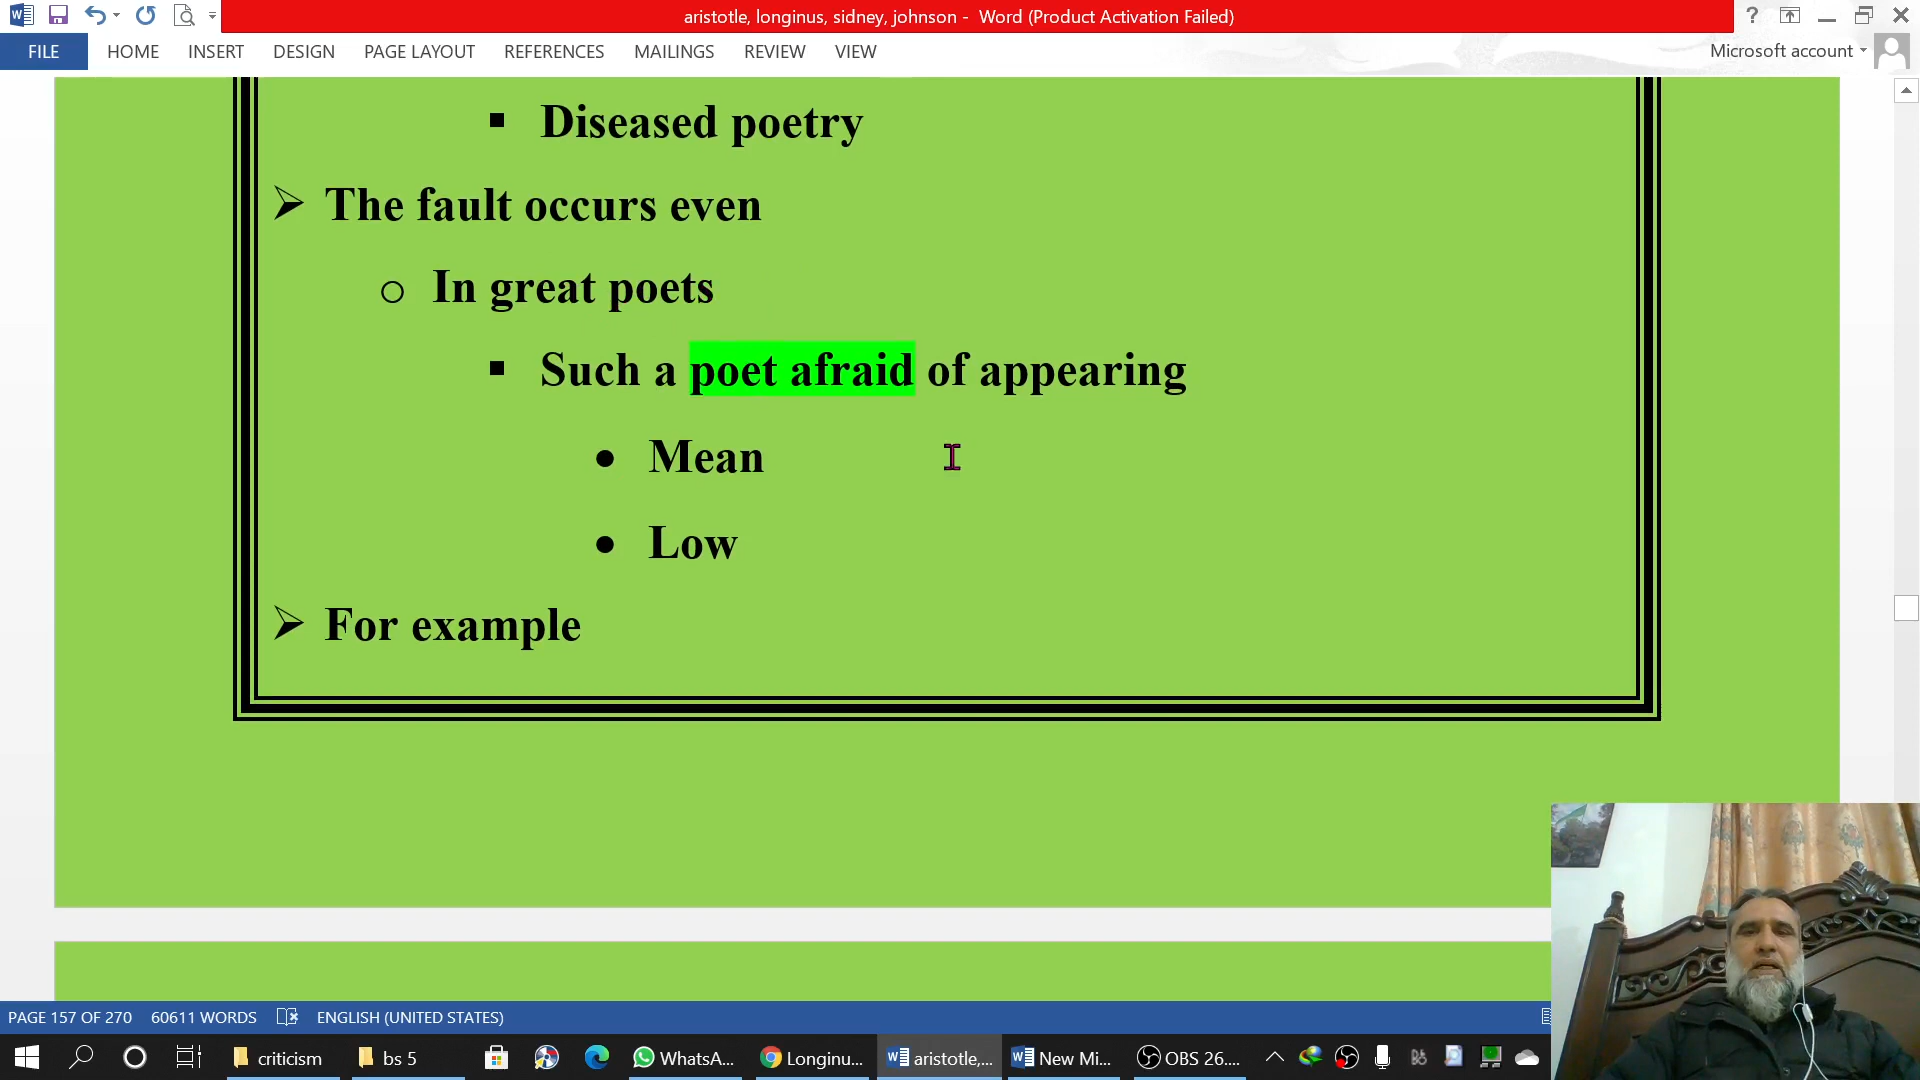 aristotle, longinus, sidney, johnson - Word (Product Activation Failed)
?
FILE HOME INSERT DESIGN PAGE LAYOUT REFERENCES MAILINGS REVIEW VIEW Microsoft account
Diseased poetry
The fault occurs even
In great poets
Such a poet afraid of appearing
Mean
Low
For example
PAGE 157 OF 270 60611 WORDS ENGLISH (UNITED STATES)
criticism bs 5 WhatsA... Longinu... aristotle,... New Mi... OBS 26....